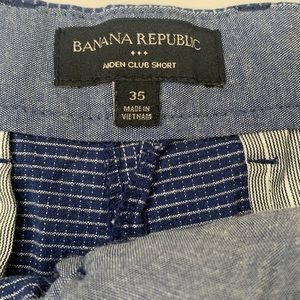 BANANA REPUBLIC
AIDEN CLUB SHORT
35
MADE IN
VIETNAM